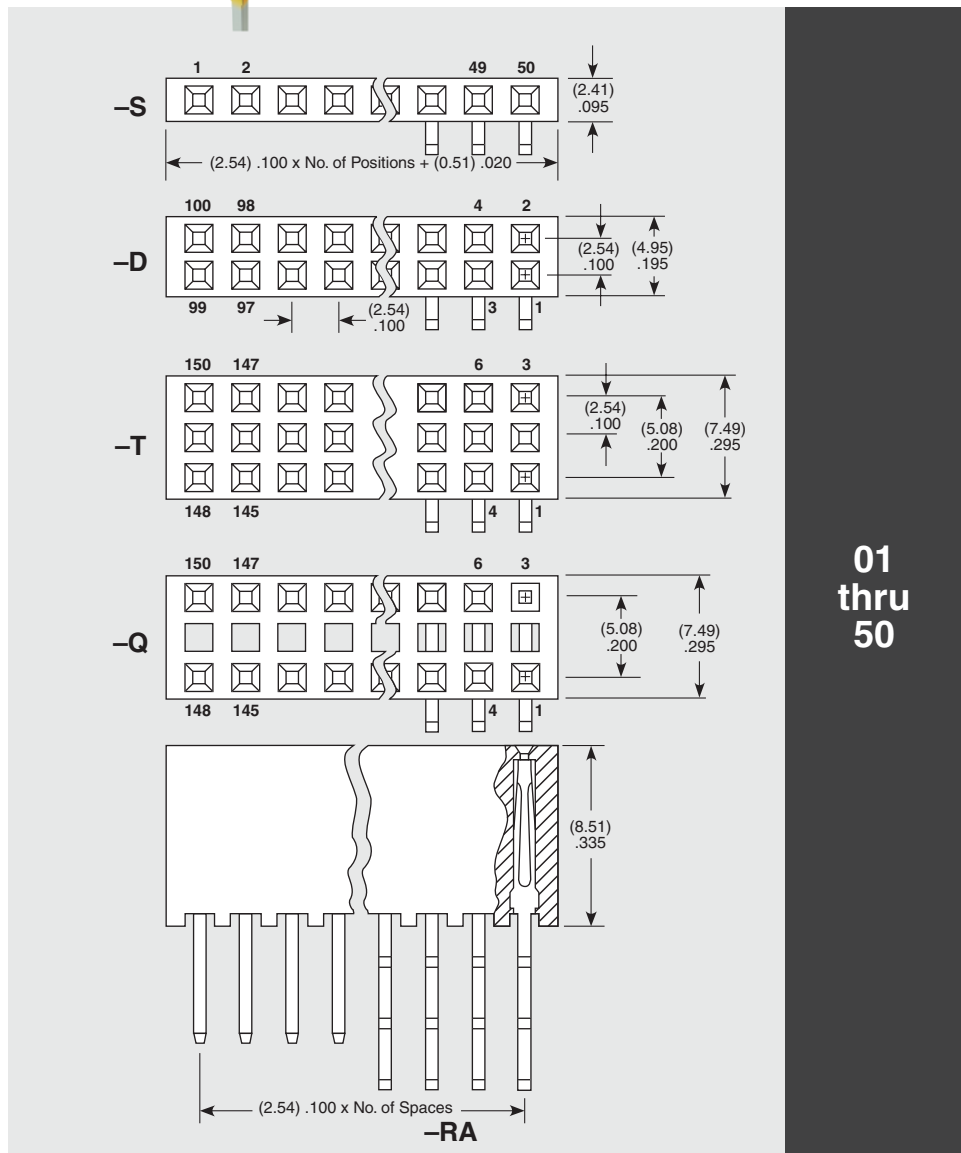 1 2 49 50
–S
(2.41)
.095
(2.54) .100 x No. of Positions + (0.51) .020
100 98 4 2
–D
(2.54)
.100
(4.95)
.195
99 97 3 1
(2.54)
.100
150 147 6 3
–T
(2.54)
.100
(5.08)
.200
(7.49)
.295
148 145 4 1
01
thru
50
150 147 6 3
–Q
(5.08)
.200
(7.49)
.295
148 145 4 1
(8.51)
.335
(2.54) .100 x No. of Spaces
–RA